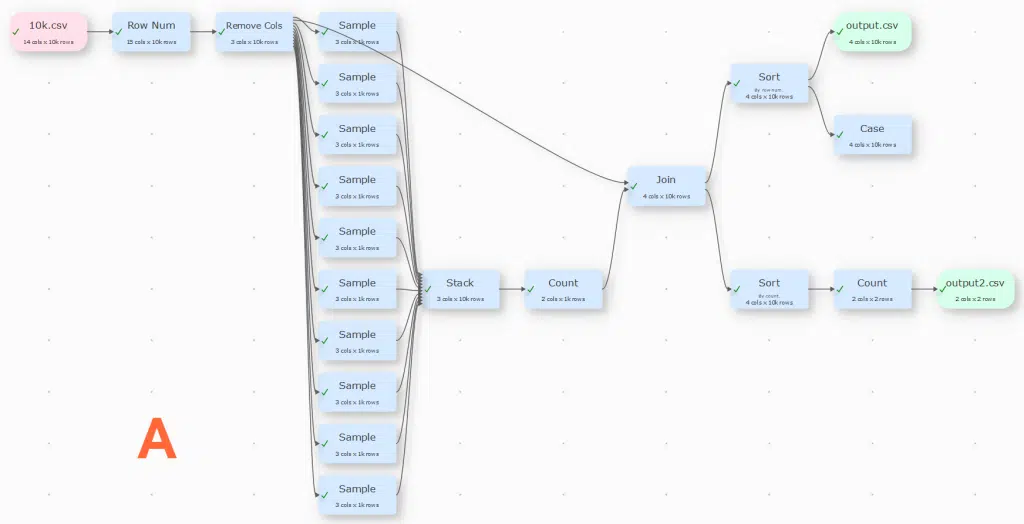 10k.csv
14 cols x 10k rows
Row Num
15 cols x 10k rows
Remove Cols
3 cols x 10k rows
Sample
3 cols x 1k rows
Sample
3 cols x 1k rows
Sample
3 cols x 1k rows
Sample
3 cols x 1k rows
Sample
3 cols x 1k rows
Sample
3 cols x 1k rows
Sample
3 cols x 1k rows
Sample
3 cols x 1k rows
Sample
3 cols x 1k rows
Sample
3 cols x 1k rows
Stack
3 cols x 10k rows
Count
2 cols x 1k rows
Join
4 cols x 10k rows
Sort
By row num.
4 cols x 10k rows
output.csv
4 cols x 10k rows
Case
4 cols x 10k rows
Sort
By count.
4 cols x 10k rows
Count
2 cols x 2 rows
output2.csv
2 cols x 2 rows
A